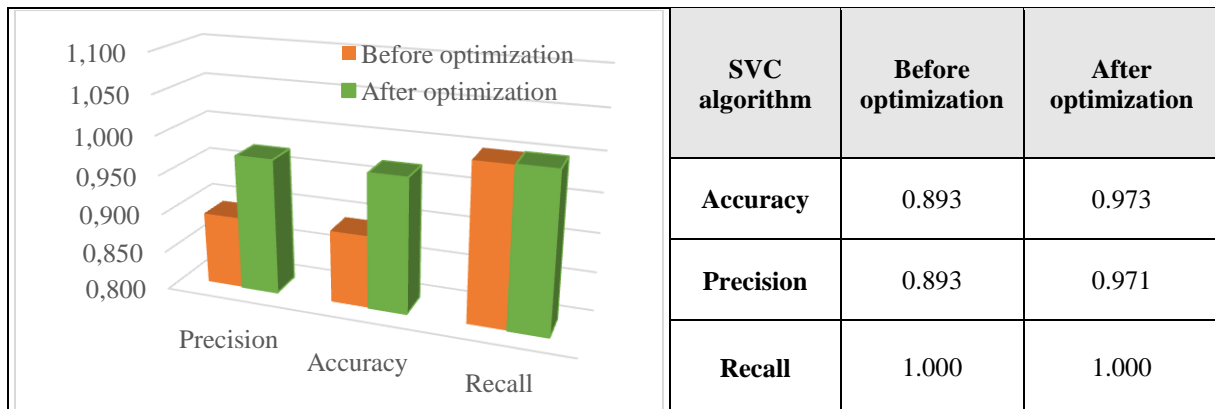 1,100
1,050
1,000
0,950
0,900
0,850
0,800
Before optimization
After optimization
Precision
Accuracy
Recall
SVC
algorithm
Before
optimization
After
optimization
Accuracy 0.893 0.973
Precision 0.893 0.971
Recall 1.000 1.000